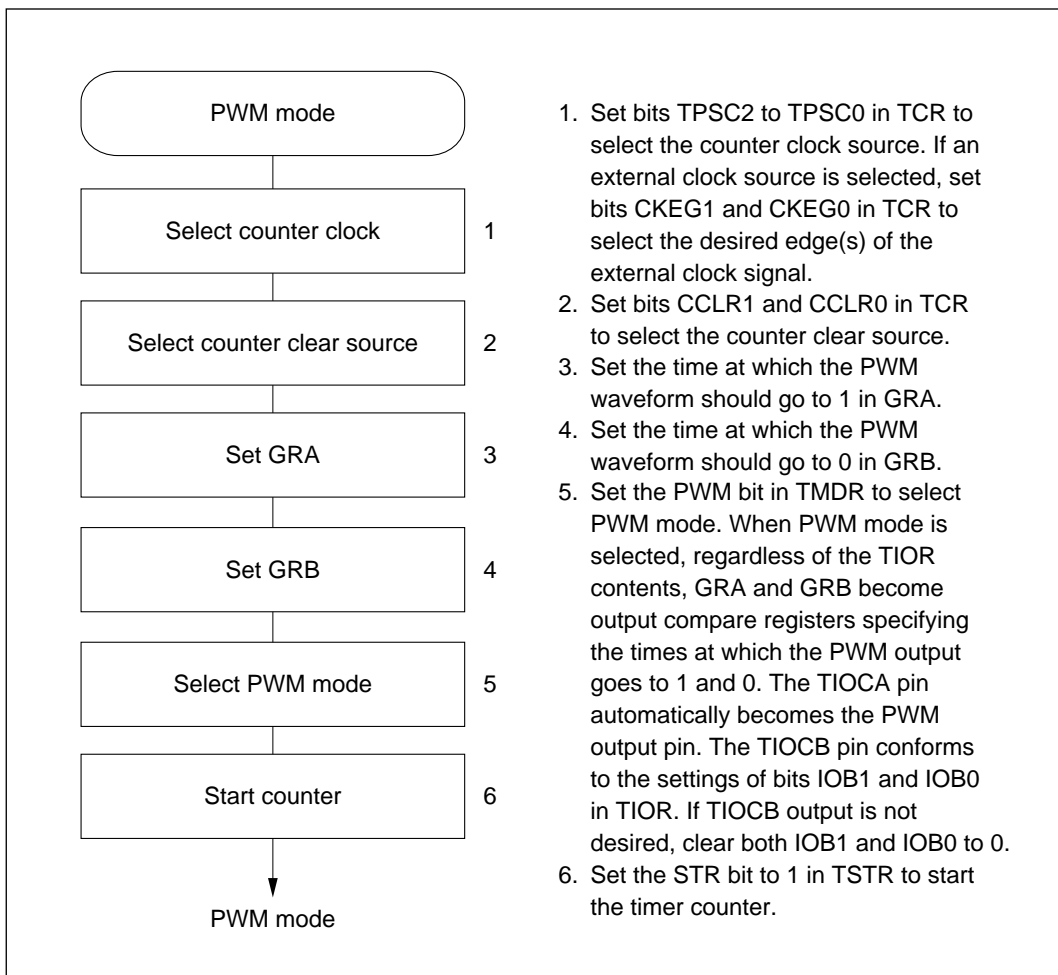 PWM mode
Select counter clock
1
Select counter clear source
2
Set GRA
3
Set GRB
4
Select PWM mode
5
Start counter
6
PWM mode
1. Set bits TPSC2 to TPSC0 in TCR to
select the counter clock source. If an
external clock source is selected, set
bits CKEG1 and CKEG0 in TCR to
select the desired edge(s) of the
external clock signal.
2. Set bits CCLR1 and CCLR0 in TCR
to select the counter clear source.
3. Set the time at which the PWM
waveform should go to 1 in GRA.
4. Set the time at which the PWM
waveform should go to 0 in GRB.
5. Set the PWM bit in TMDR to select
PWM mode. When PWM mode is
selected, regardless of the TIOR
contents, GRA and GRB become
output compare registers specifying
the times at which the PWM output
goes to 1 and 0. The TIOCA pin
automatically becomes the PWM
output pin. The TIOCB pin conforms
to the settings of bits IOB1 and IOB0
in TIOR. If TIOCB output is not
desired, clear both IOB1 and IOB0 to 0.
6. Set the STR bit to 1 in TSTR to start
the timer counter.